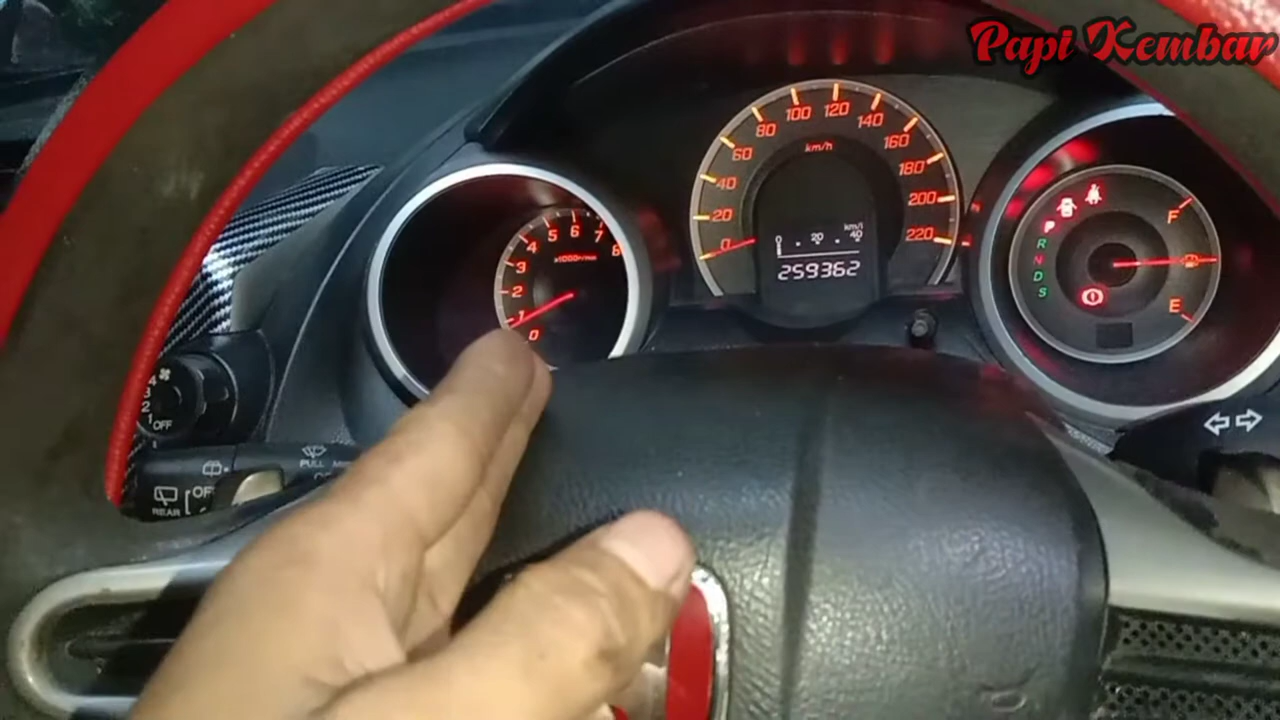 Papi Kembar
0 20 40 60 80 100 120 140 160 180 200 220
km/h
km/l
0 20 40
259362
0 1 2 3 4 5 6 7 8
x1000r/min
P
R
N
D
S
F
E
4
3
2
1 OFF
PULL
OFF
REAR